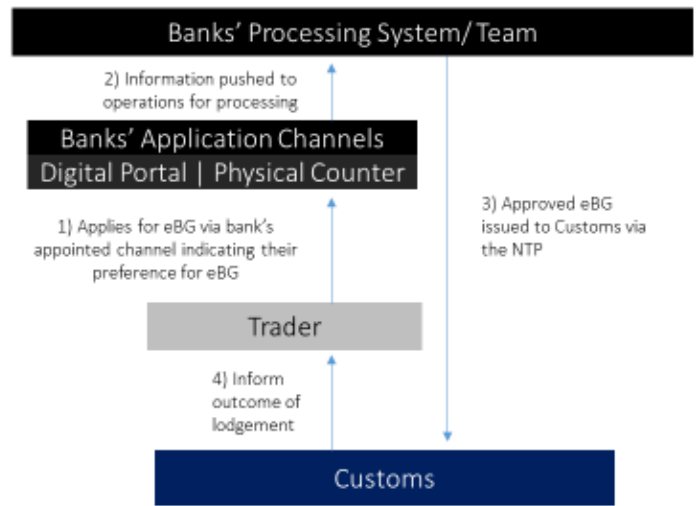 Banks' Processing System/ Team
2) Information pushed to
operations for processing
Banks' Application Channels
Digital Portal | Physical Counter
1) Applies for eBG via bank's
appointed channel indicating their
preference for eBG
3) Approved eBG
issued to Customs via
the NTP
Trader
4) Inform
outcome of
lodgement
Customs